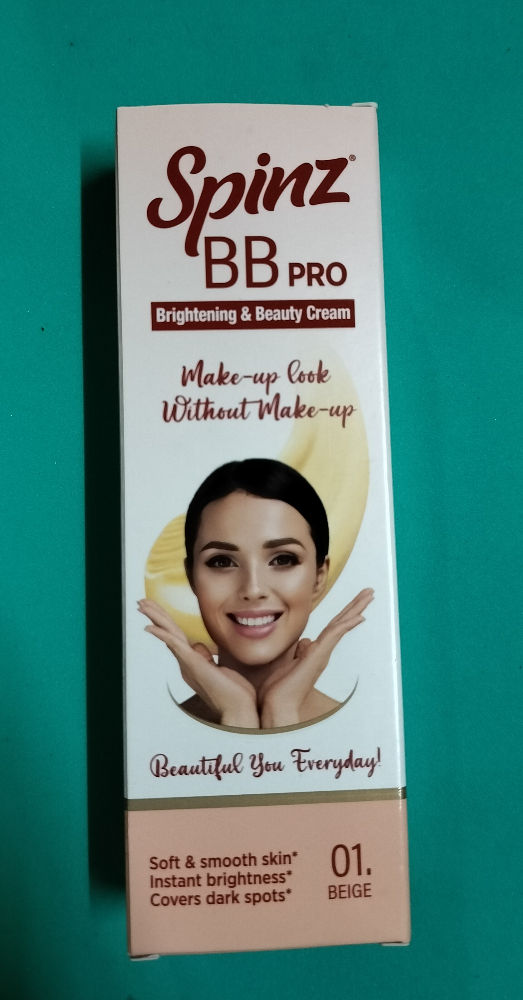 Spinz®
BB PRO
Brightening & Beauty Cream
Make-up look
Without Make-up
Beautiful You Everyday!
Soft & smooth skin*
Instant brightness*
Covers dark spots*
01.
BEIGE